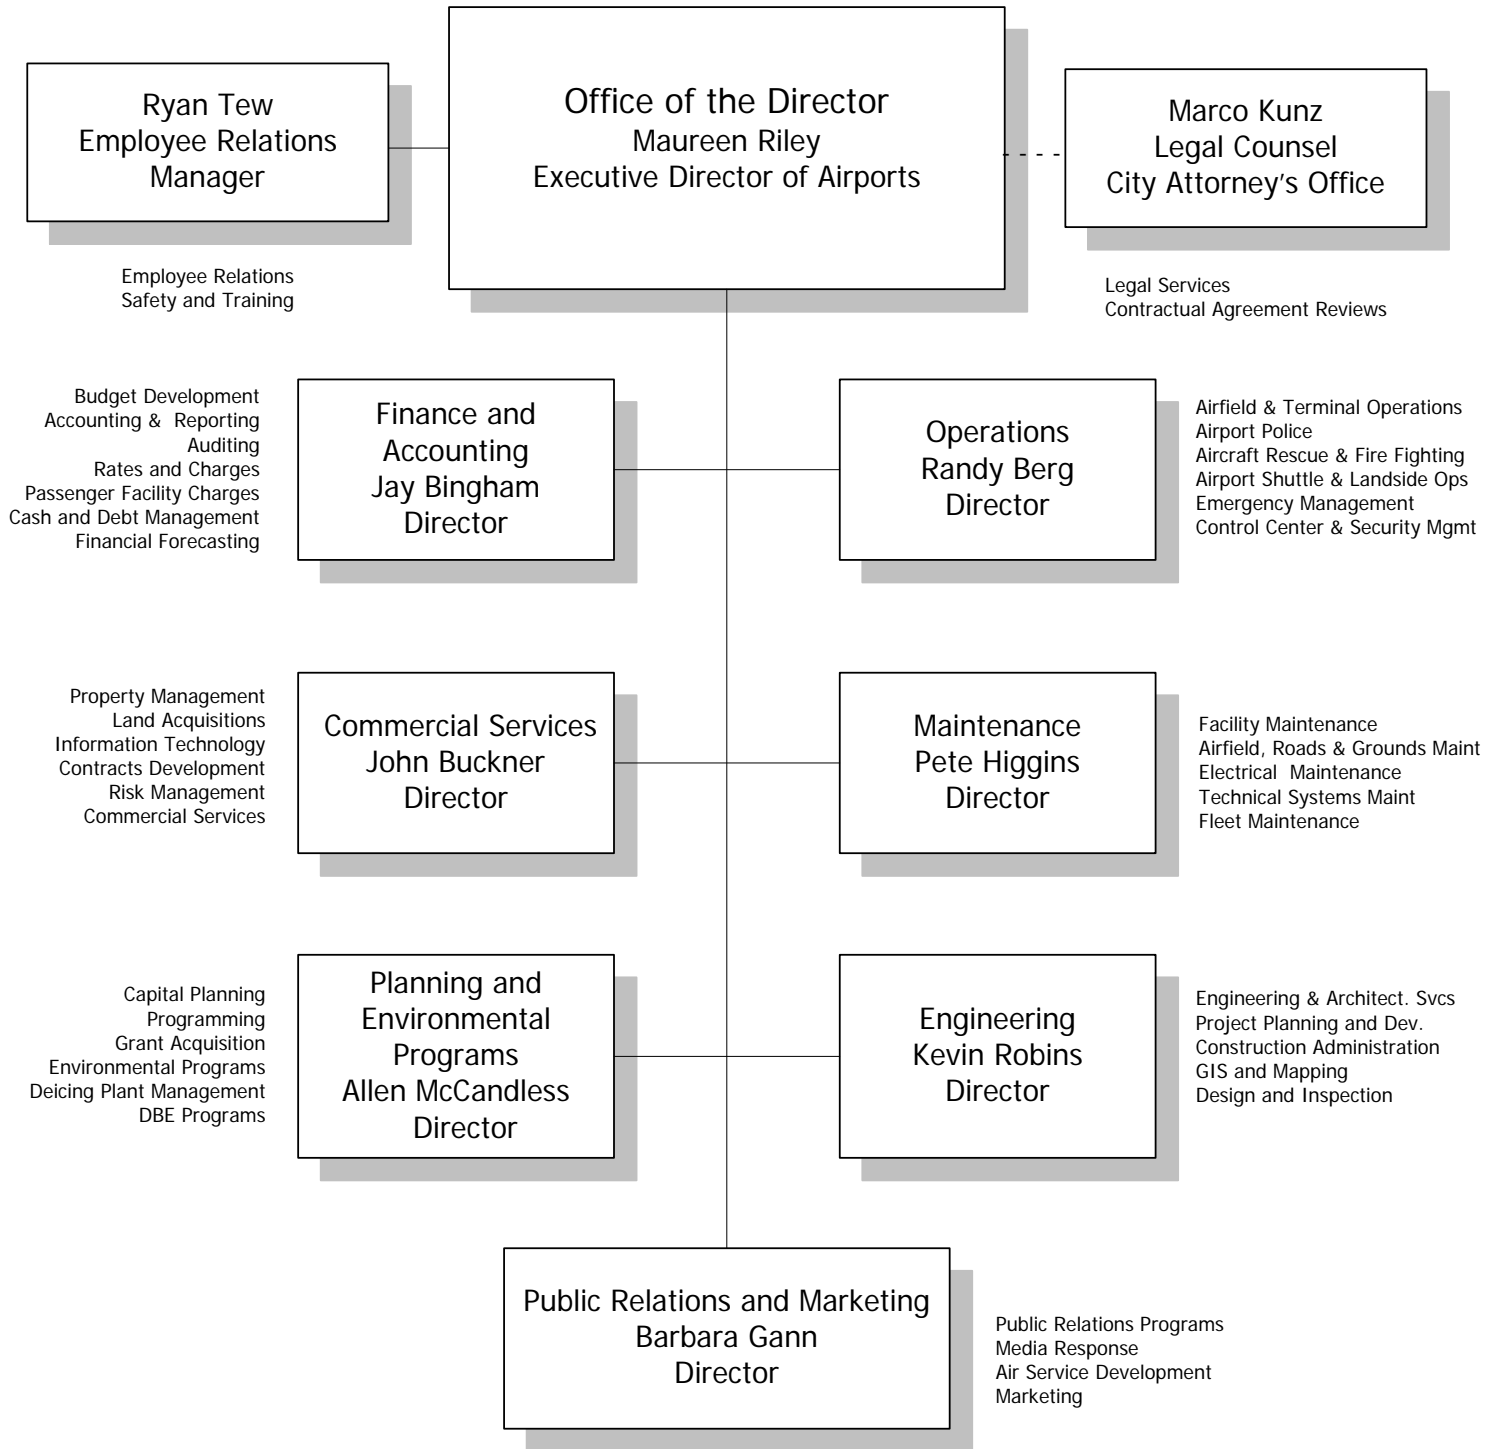 Office of the Director
Maureen Riley
Executive Director of Airports
Ryan Tew
Employee Relations
Manager
Employee Relations
Safety and Training
Marco Kunz
Legal Counsel
City Attorney's Office
Legal Services
Contractual Agreement Reviews
Budget Development
Accounting & Reporting
Auditing
Rates and Charges
Passenger Facility Charges
Cash and Debt Management
Financial Forecasting
Finance and
Accounting
Jay Bingham
Director
Operations
Randy Berg
Director
Airfield & Terminal Operations
Airport Police
Aircraft Rescue & Fire Fighting
Airport Shuttle & Landside Ops
Emergency Management
Control Center & Security Mgmt
Property Management
Land Acquisitions
Information Technology
Contracts Development
Risk Management
Commercial Services
Commercial Services
John Buckner
Director
Maintenance
Pete Higgins
Director
Facility Maintenance
Airfield, Roads & Grounds Maint
Electrical Maintenance
Technical Systems Maint
Fleet Maintenance
Capital Planning
Programming
Grant Acquisition
Environmental Programs
Deicing Plant Management
DBE Programs
Planning and
Environmental
Programs
Allen McCandless
Director
Engineering
Kevin Robins
Director
Engineering & Architect. Svcs
Project Planning and Dev.
Construction Administration
GIS and Mapping
Design and Inspection
Public Relations and Marketing
Barbara Gann
Director
Public Relations Programs
Media Response
Air Service Development
Marketing